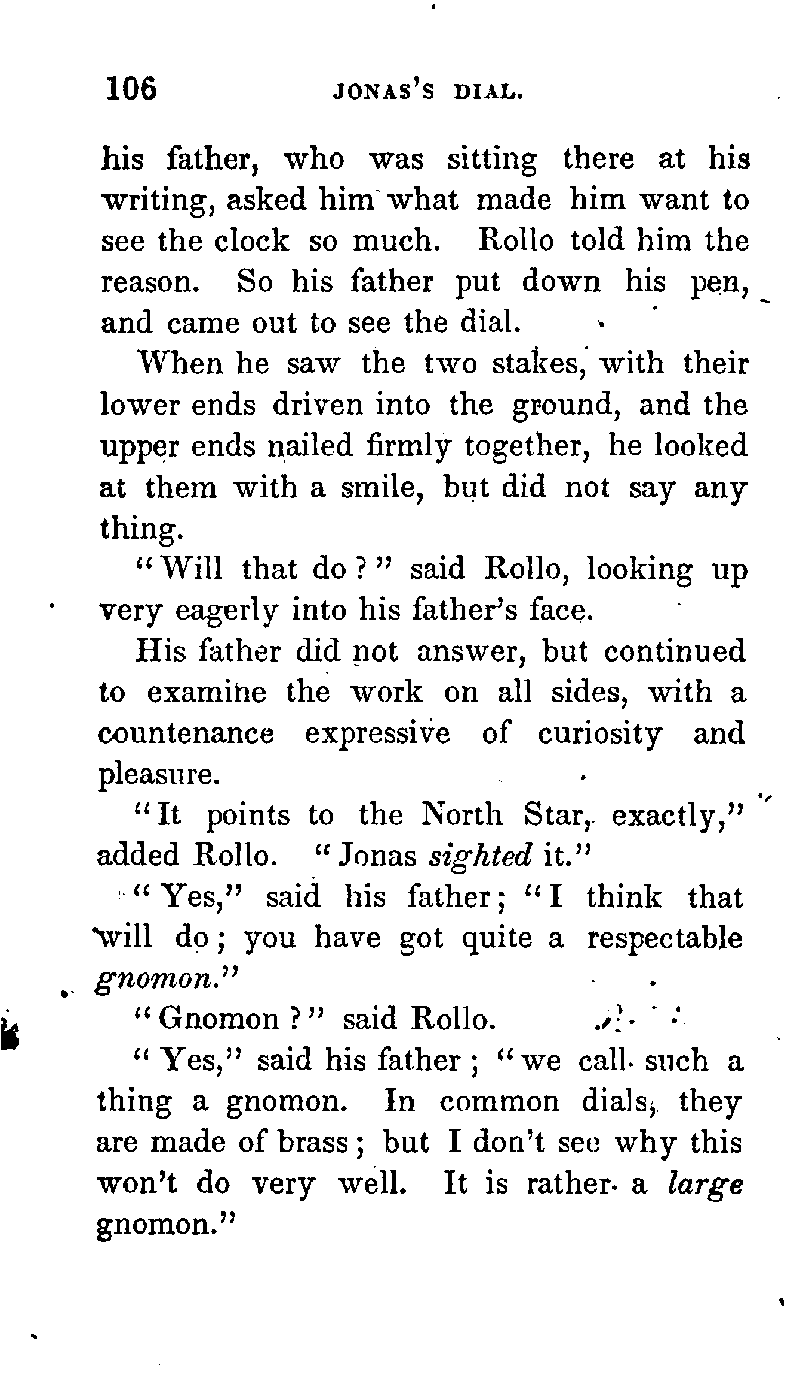 106 JONAS'S DIAL.
his father, who was sitting there at his
writing, asked him what made him want to
see the clock so much. Rollo told him the
reason. So his father put down his pen,
and came out to see the dial.
When he saw the two stakes, with their
lower ends driven into the ground, and the
upper ends nailed firmly together, he looked
at them with a smile, but did not say any
thing.
"Will that do?" said Rollo, looking up
very eagerly into his father's face.
His father did not answer, but continued
to examine the work on all sides, with a
countenance expressive of curiosity and
pleasure.
"It points to the North Star, exactly,"
added Rollo. "Jonas sighted it."
"Yes," said his father; "I think that
will do; you have got quite a respectable
gnomon."
"Gnomon?" said Rollo.
"Yes," said his father; "we call such a
thing a gnomon. In common dials, they
are made of brass; but I don't see why this
won't do very well. It is rather a large
gnomon."